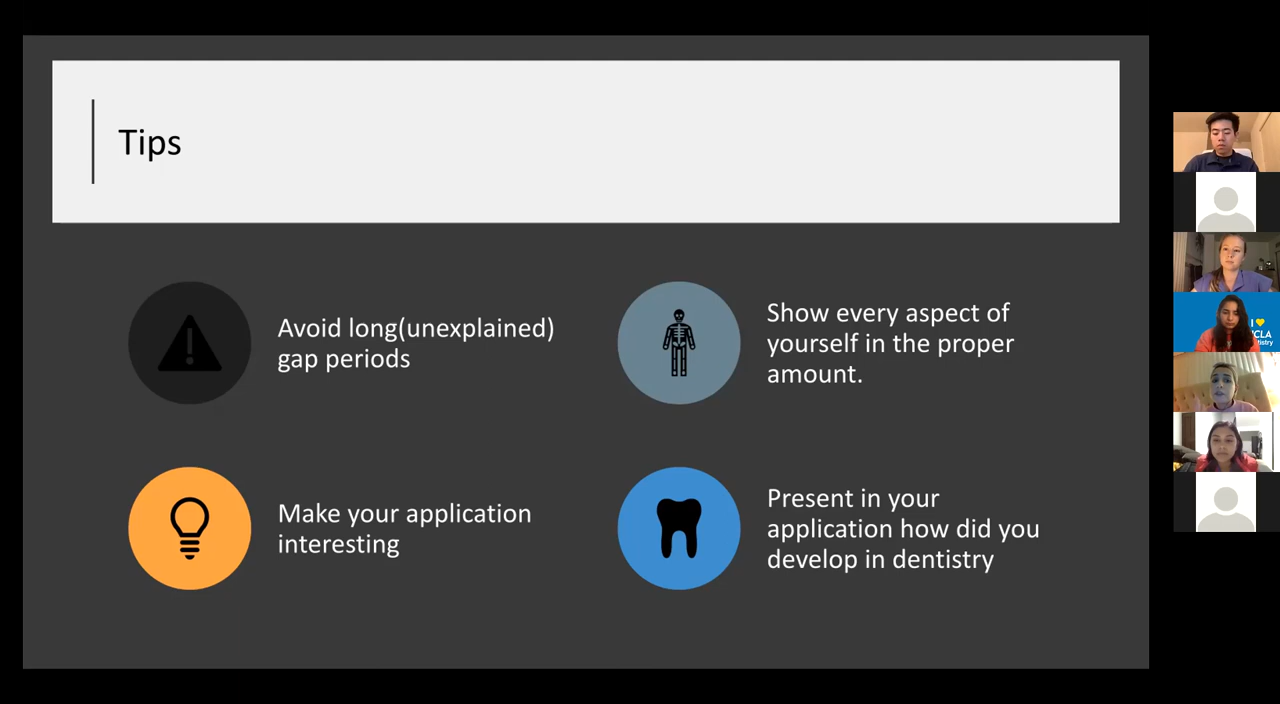 Tips
Avoid long(unexplained)
gap periods
Show every aspect of
yourself in the proper
amount.
Make your application
interesting
Present in your
application how did you
develop in dentistry
I 💛